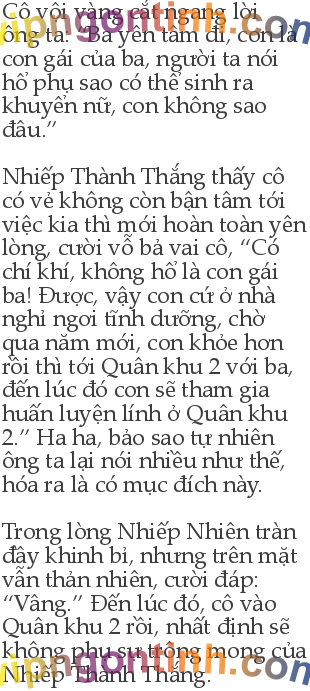 Cô vội vàng cắt ngang lời
ông ta: “Ba yên tâm đi, con là
con gái của ba, người ta nói
hổ phụ sao có thể sinh ra
khuyển nữ, con không sao
đâu.”

Nhiếp Thành Thắng thấy cô
có vẻ không còn bận tâm tới
việc kia thì mới hoàn toàn yên
lòng, cười vỗ bả vai cô, “Có
chí khí, không hổ là con gái
ba! Được, vậy con cứ ở nhà
nghỉ ngơi tĩnh dưỡng, chờ
qua năm mới, con khỏe hơn
rồi thì tới Quân khu 2 với ba,
đến lúc đó con sẽ tham gia
huấn luyện lính ở Quân khu
2.” Ha ha, bảo sao tự nhiên
ông ta lại nói nhiều như thế,
hóa ra là có mục đích này.

Trong lòng Nhiếp Nhiên tràn
đầy khinh bỉ, nhưng trên mặt
vẫn thản nhiên, cười đáp:
“Vâng.” Đến lúc đó, cô vào
Quân khu 2 rồi, nhất định sẽ
không phụ sự trông mong của
Nhiếp Thành Thắng.
vipngontinh.com
vipngontinh.com